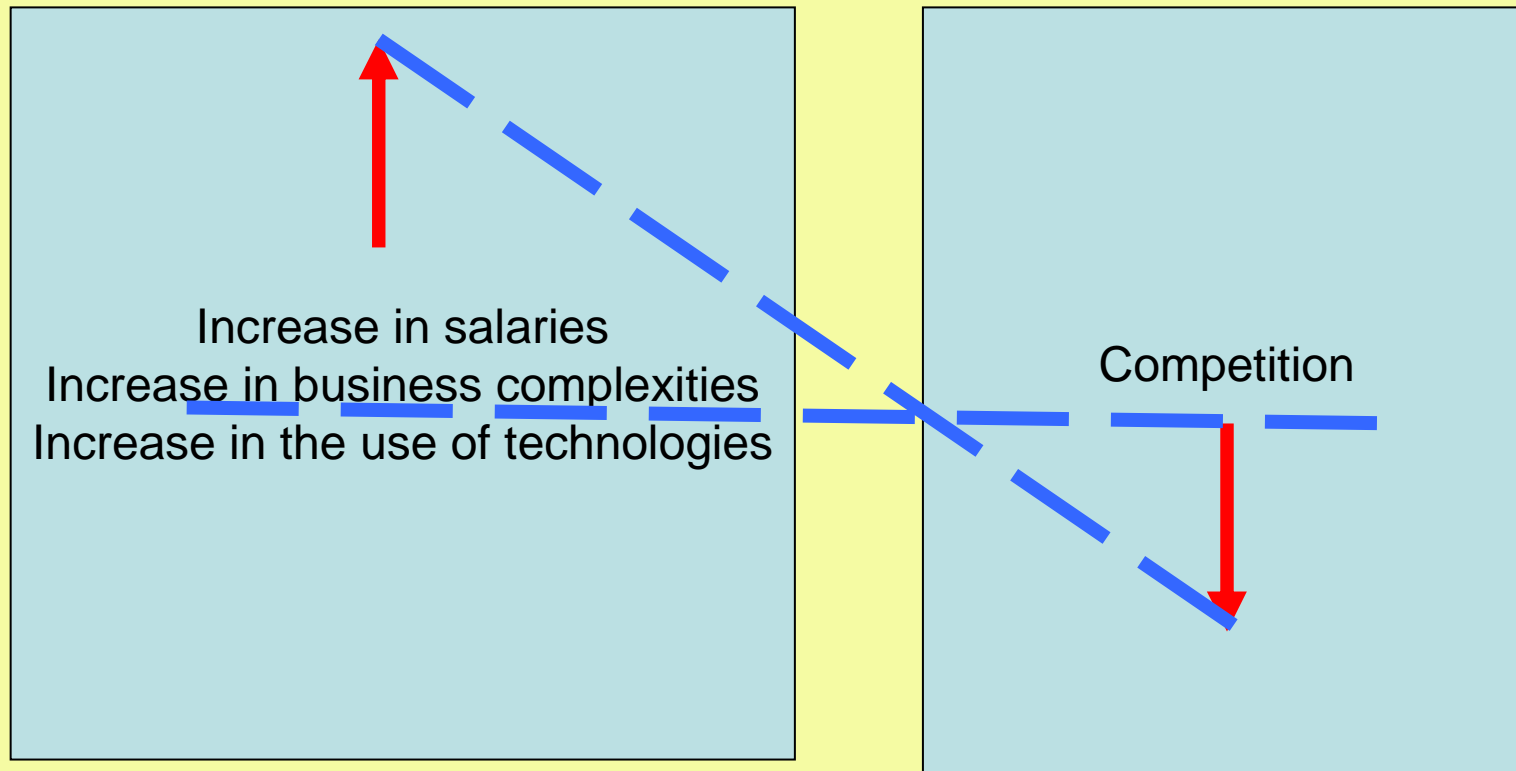 Increase in salaries
Increase in business complexities
Increase in the use of technologies
Competition